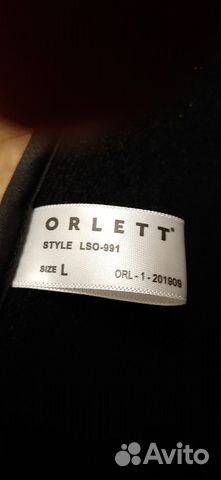 ORLETT®
STYLE LSO-991
SIZE L
ORL-1-201909
Avito